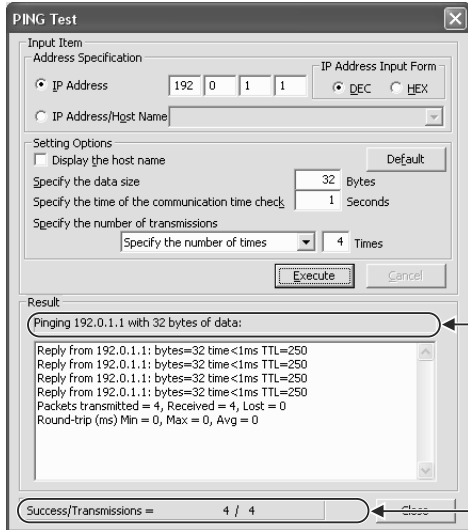 PING Test
Input Item
Address Specification
IP Address Input Form
IP Address 192 0 1 1 DEC HEX
IP Address/Host Name
Setting Options
Display the host name Default
Specify the data size 32 Bytes
Specify the time of the communication time check 1 Seconds
Specify the number of transmissions
Specify the number of times 4 Times
Execute Cancel
Result
Pinging 192.0.1.1 with 32 bytes of data:
Reply from 192.0.1.1: bytes=32 time<1ms TTL=250
Reply from 192.0.1.1: bytes=32 time<1ms TTL=250
Reply from 192.0.1.1: bytes=32 time<1ms TTL=250
Reply from 192.0.1.1: bytes=32 time<1ms TTL=250
Packets transmitted = 4, Received = 4, Lost = 0
Round-trip (ms) Min = 0, Max = 0, Avg = 0
Success/Transmissions = 4 / 4 Close